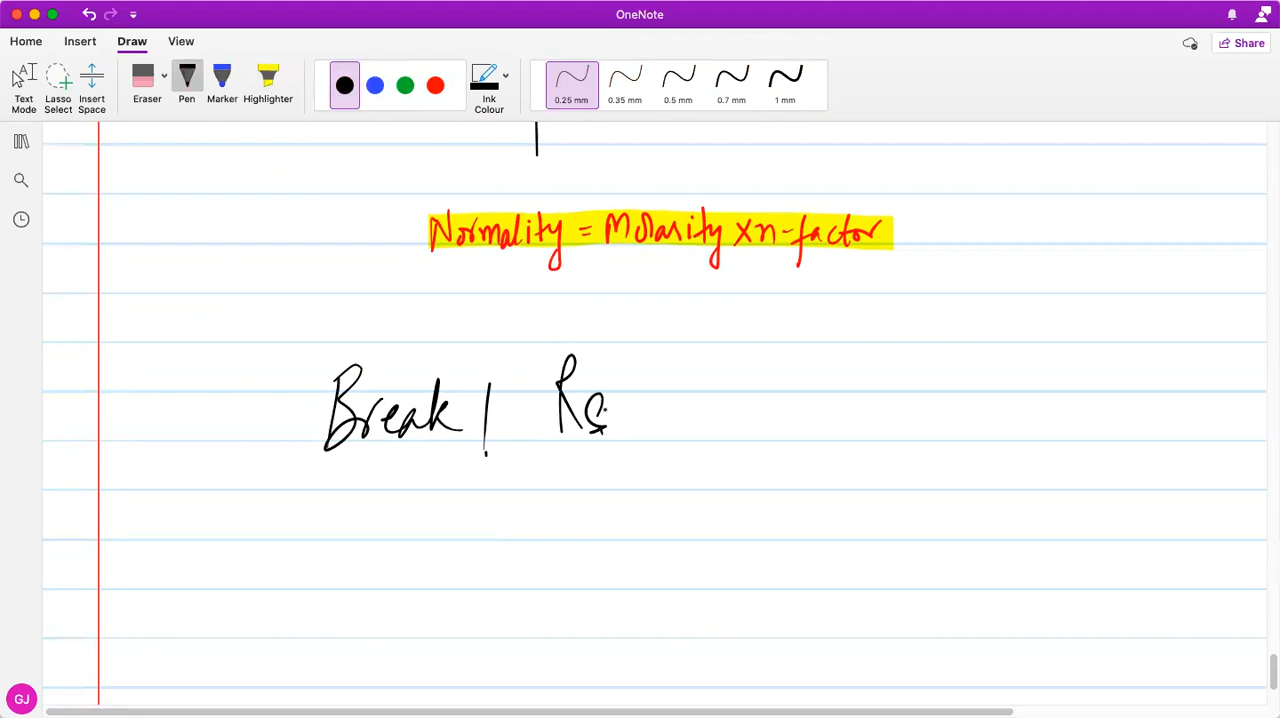 OneNote
Home Insert Draw View
Share
Text Mode
Lasso Select
Insert Space
Eraser
Pen
Marker
Highlighter
Ink Colour
0.25 mm
0.35 mm
0.5 mm
0.7 mm
1 mm
Normality = Molarity x n-factor
Break !
GJ